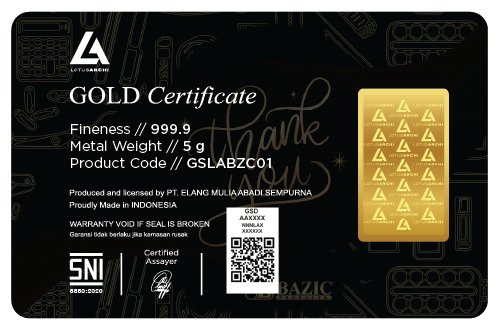 LOTUSARCHI
GOLD Certificate
Fineness // 999.9
Metal Weight // 5 g
Product Code // GSLABZC01
thank you
Produced and licensed by PT. ELANG MULIA ABADI SEMPURNA
Proudly Made in INDONESIA
WARRANTY VOID IF SEAL IS BROKEN
Garansi tidak berlaku jika kemasan rusak
SNI
8880:2020
Certified
Assayer
GSD
AAXXXX
NNNLAX
XXXXXX
BAZIC
LOTUSARCHI